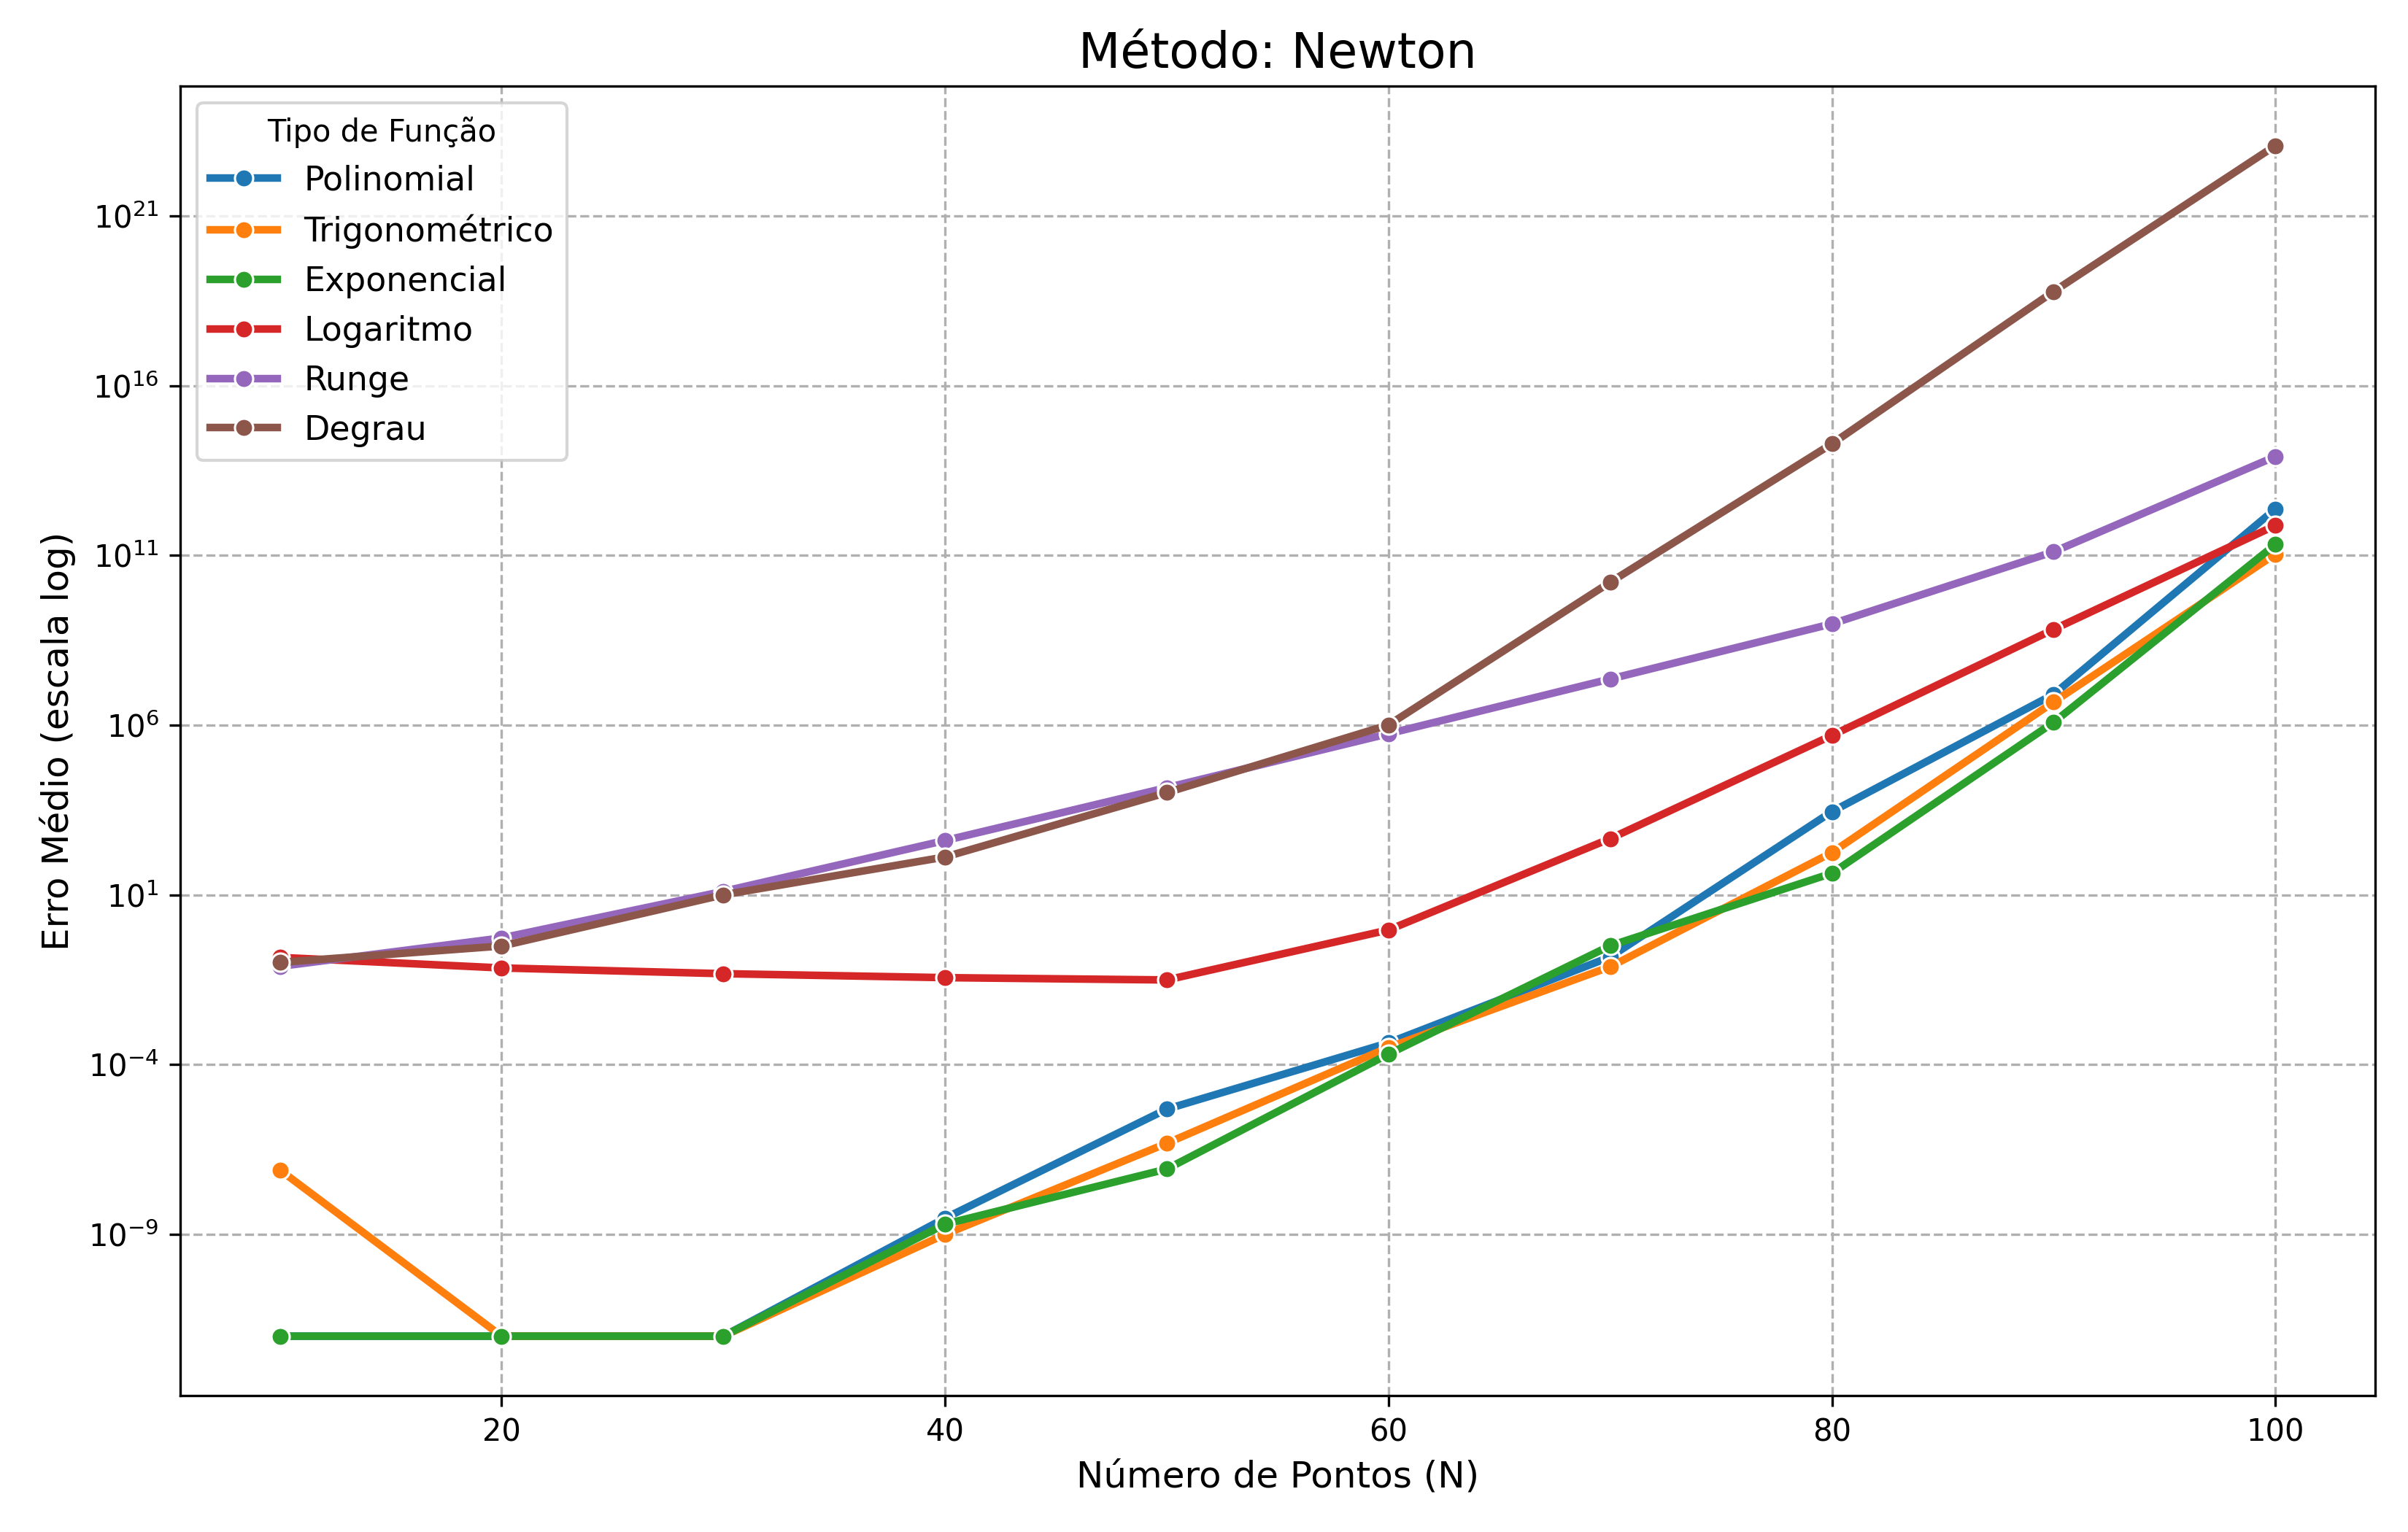 Método: Newton
Tipo de Função
Polinomial
Trigonométrico
Exponencial
Logaritmo
Runge
Degrau
Erro Médio (escala log)
10²¹
10¹⁶
10¹¹
10⁶
10¹
10⁻⁴
10⁻⁹
20 40 60 80 100
Número de Pontos (N)